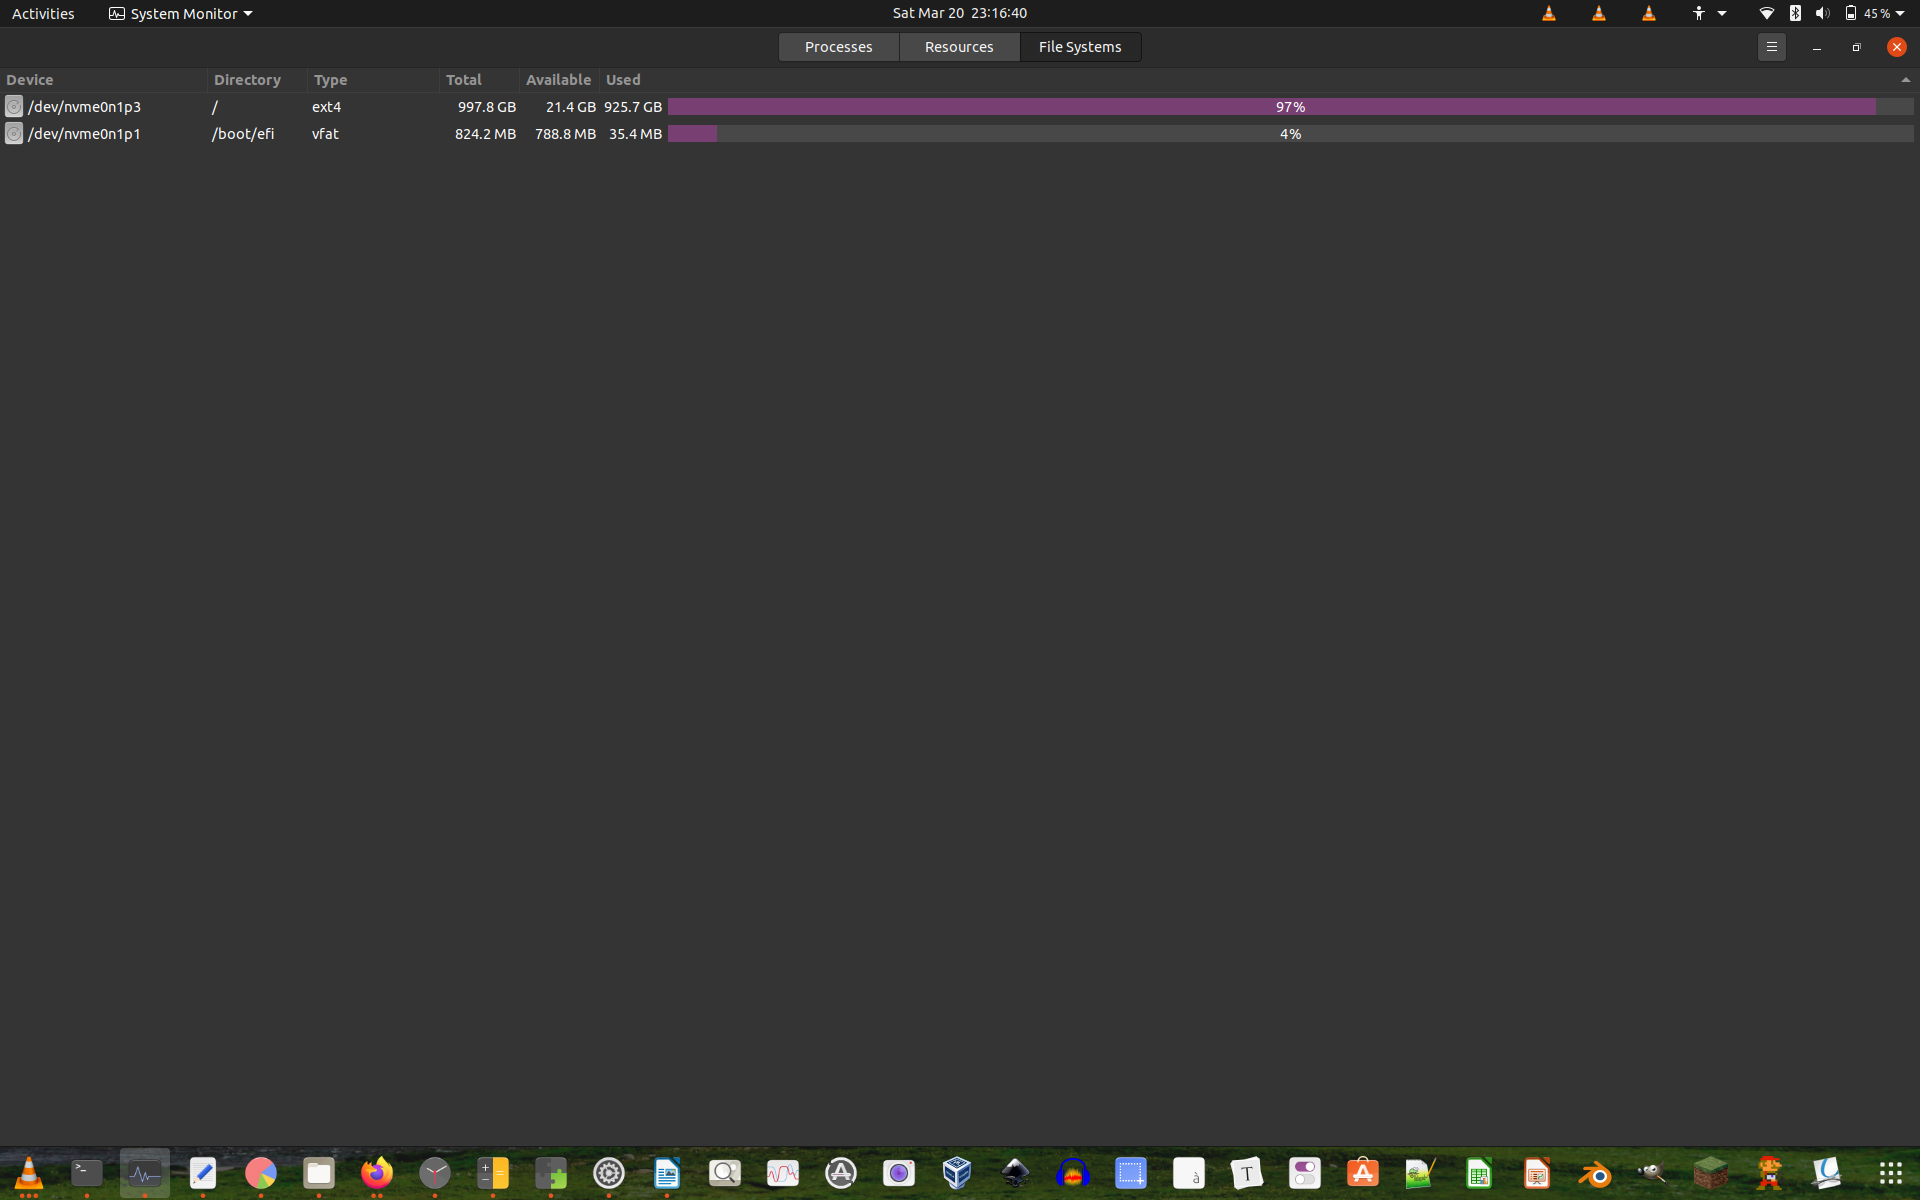 Activities System Monitor Sat Mar 20 23:16:40 45 %
Processes Resources File Systems
Device Directory Type Total Available Used
/dev/nvme0n1p3 / ext4 997.8 GB 21.4 GB 925.7 GB 97%
/dev/nvme0n1p1 /boot/efi vfat 824.2 MB 788.8 MB 35.4 MB 4%